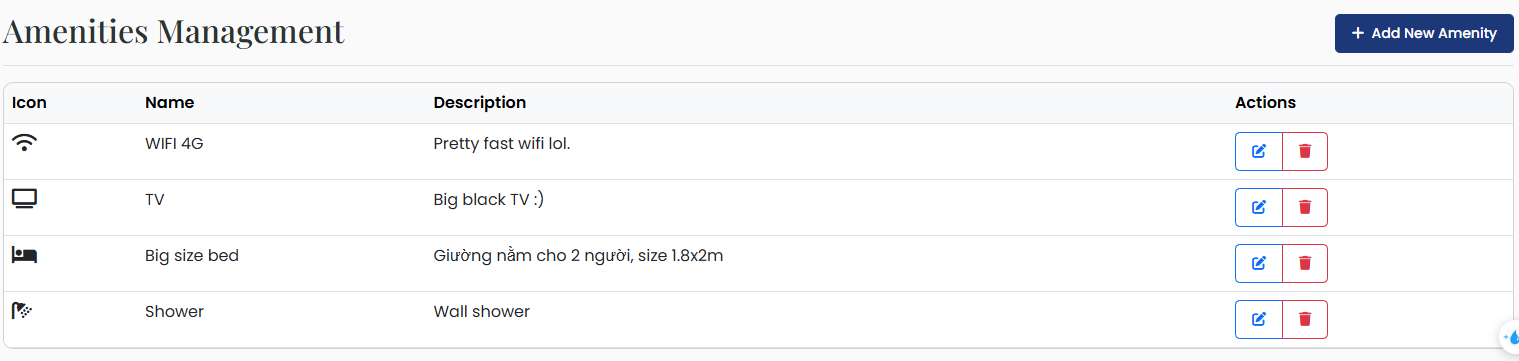 Amenities Management
+ Add New Amenity
Icon Name Description Actions
WIFI 4G Pretty fast wifi lol.
TV Big black TV :)
Big size bed Giường nằm cho 2 người, size 1.8x2m
Shower Wall shower